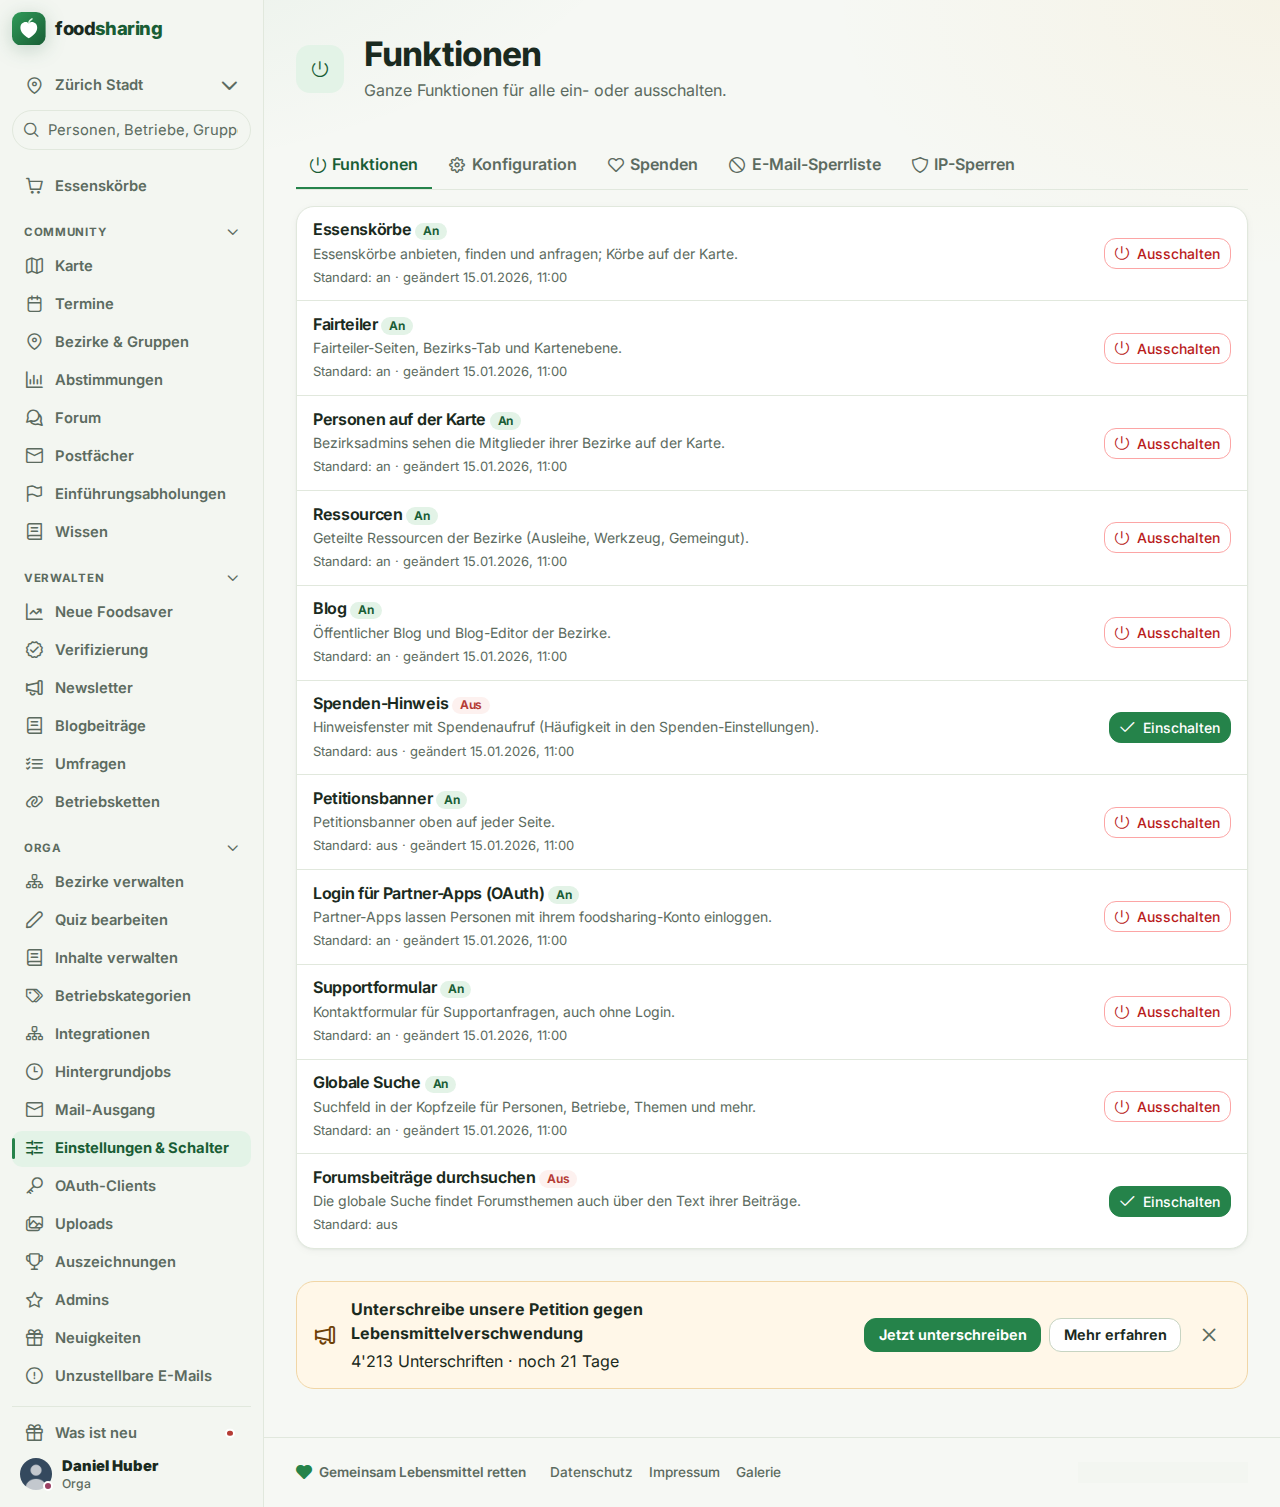 foodsharing
Zürich Stadt
Personen, Betriebe, Grupp
Essenskörbe
COMMUNITY
Karte
Termine
Bezirke & Gruppen
Abstimmungen
Forum
Postfächer
Einführungsabholungen
Wissen
VERWALTEN
Neue Foodsaver
Verifizierung
Newsletter
Blogbeiträge
Umfragen
Betriebsketten
ORGA
Bezirke verwalten
Quiz bearbeiten
Inhalte verwalten
Betriebskategorien
Integrationen
Hintergrundjobs
Mail-Ausgang
Einstellungen & Schalter
OAuth-Clients
Uploads
Auszeichnungen
Admins
Neuigkeiten
Unzustellbare E-Mails
Was ist neu
Daniel Huber
Orga
Funktionen
Ganze Funktionen für alle ein- oder ausschalten.
Funktionen Konfiguration Spenden E-Mail-Sperrliste IP-Sperren
Essenskörbe An
Essenskörbe anbieten, finden und anfragen; Körbe auf der Karte.
Standard: an · geändert 15.01.2026, 11:00
Ausschalten
Fairteiler An
Fairteiler-Seiten, Bezirks-Tab und Kartenebene.
Standard: an · geändert 15.01.2026, 11:00
Ausschalten
Personen auf der Karte An
Bezirksadmins sehen die Mitglieder ihrer Bezirke auf der Karte.
Standard: an · geändert 15.01.2026, 11:00
Ausschalten
Ressourcen An
Geteilte Ressourcen der Bezirke (Ausleihe, Werkzeug, Gemeingut).
Standard: an · geändert 15.01.2026, 11:00
Ausschalten
Blog An
Öffentlicher Blog und Blog-Editor der Bezirke.
Standard: an · geändert 15.01.2026, 11:00
Ausschalten
Spenden-Hinweis Aus
Hinweisfenster mit Spendenaufruf (Häufigkeit in den Spenden-Einstellungen).
Standard: aus · geändert 15.01.2026, 11:00
Einschalten
Petitionsbanner An
Petitionsbanner oben auf jeder Seite.
Standard: aus · geändert 15.01.2026, 11:00
Ausschalten
Login für Partner-Apps (OAuth) An
Partner-Apps lassen Personen mit ihrem foodsharing-Konto einloggen.
Standard: an · geändert 15.01.2026, 11:00
Ausschalten
Supportformular An
Kontaktformular für Supportanfragen, auch ohne Login.
Standard: an · geändert 15.01.2026, 11:00
Ausschalten
Globale Suche An
Suchfeld in der Kopfzeile für Personen, Betriebe, Themen und mehr.
Standard: an · geändert 15.01.2026, 11:00
Ausschalten
Forumsbeiträge durchsuchen Aus
Die globale Suche findet Forumsthemen auch über den Text ihrer Beiträge.
Standard: aus
Einschalten
Unterschreibe unsere Petition gegen
Lebensmittelverschwendung
4'213 Unterschriften · noch 21 Tage
Jetzt unterschreiben Mehr erfahren
Gemeinsam Lebensmittel retten Datenschutz Impressum Galerie